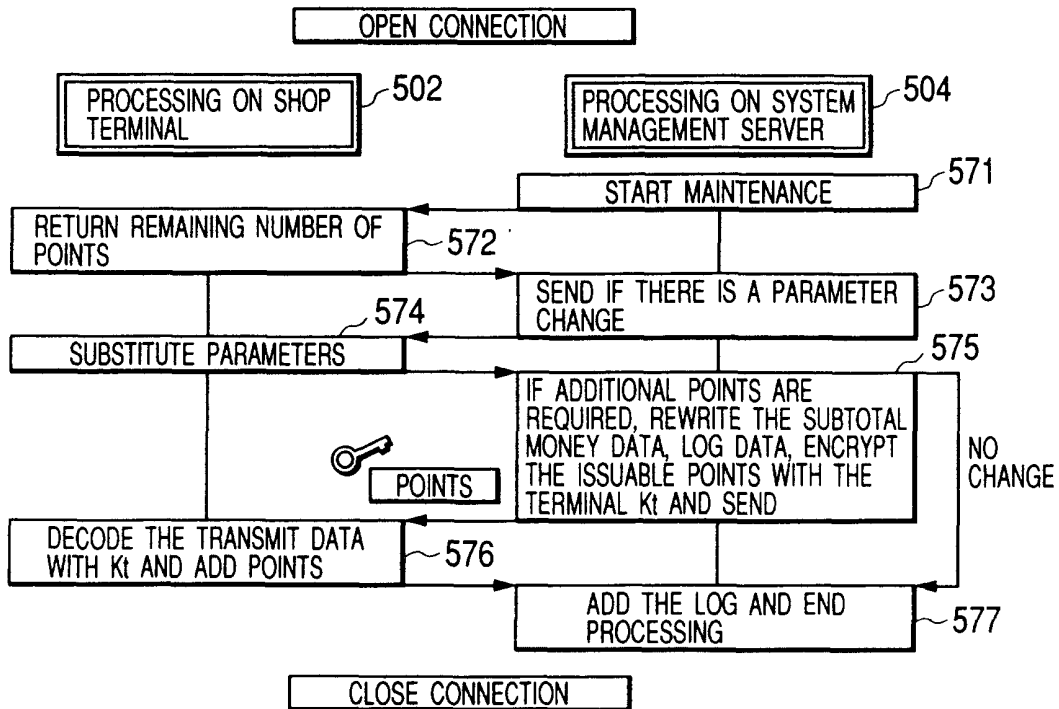 OPEN CONNECTION
PROCESSING ON SHOP
TERMINAL
502
PROCESSING ON SYSTEM
MANAGEMENT SERVER
504
START MAINTENANCE
571
RETURN REMAINING NUMBER OF
POINTS
572
SEND IF THERE IS A PARAMETER
CHANGE
573
574
SUBSTITUTE PARAMETERS
575
IF ADDITIONAL POINTS ARE
REQUIRED, REWRITE THE SUBTOTAL
MONEY DATA, LOG DATA, ENCRYPT
THE ISSUABLE POINTS WITH THE
TERMINAL Kt AND SEND
NO
CHANGE
POINTS
DECODE THE TRANSMIT DATA
WITH Kt AND ADD POINTS
576
ADD THE LOG AND END
PROCESSING
577
CLOSE CONNECTION